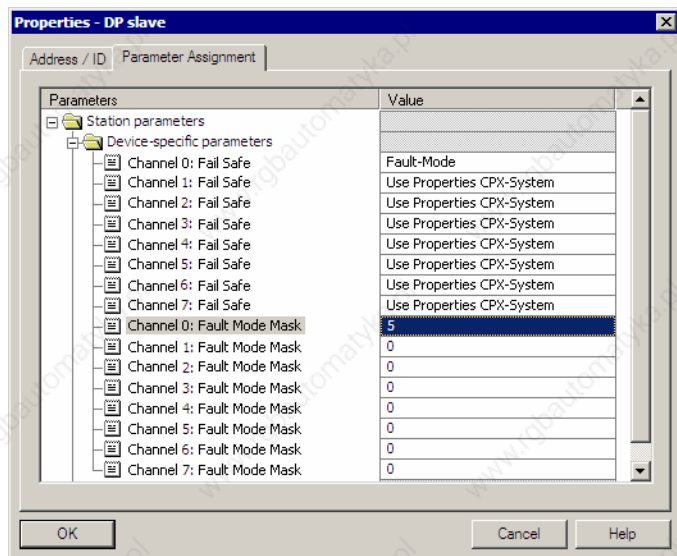 Properties - DP slave
Address / ID Parameter Assignment
Parameters Value
Station parameters
Device-specific parameters
Channel 0: Fail Safe Fault-Mode
Channel 1: Fail Safe Use Properties CPX-System
Channel 2: Fail Safe Use Properties CPX-System
Channel 3: Fail Safe Use Properties CPX-System
Channel 4: Fail Safe Use Properties CPX-System
Channel 5: Fail Safe Use Properties CPX-System
Channel 6: Fail Safe Use Properties CPX-System
Channel 7: Fail Safe Use Properties CPX-System
Channel 0: Fault Mode Mask 5
Channel 1: Fault Mode Mask 0
Channel 2: Fault Mode Mask 0
Channel 3: Fault Mode Mask 0
Channel 4: Fault Mode Mask 0
Channel 5: Fault Mode Mask 0
Channel 6: Fault Mode Mask 0
Channel 7: Fault Mode Mask 0
OK Cancel Help
www.rgbautomatyka.pl